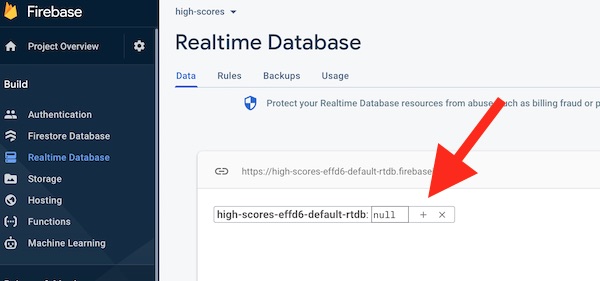 Firebase
high-scores
Realtime Database
Project Overview
Data Rules Backups Usage
Build
Protect your Realtime Database resources from abuse, such as billing fraud or
Authentication
Firestore Database
Realtime Database
Storage
Hosting
Functions
Machine Learning
https://high-scores-effd6-default-rtdb.firebase
high-scores-effd6-default-rtdb: null + ×